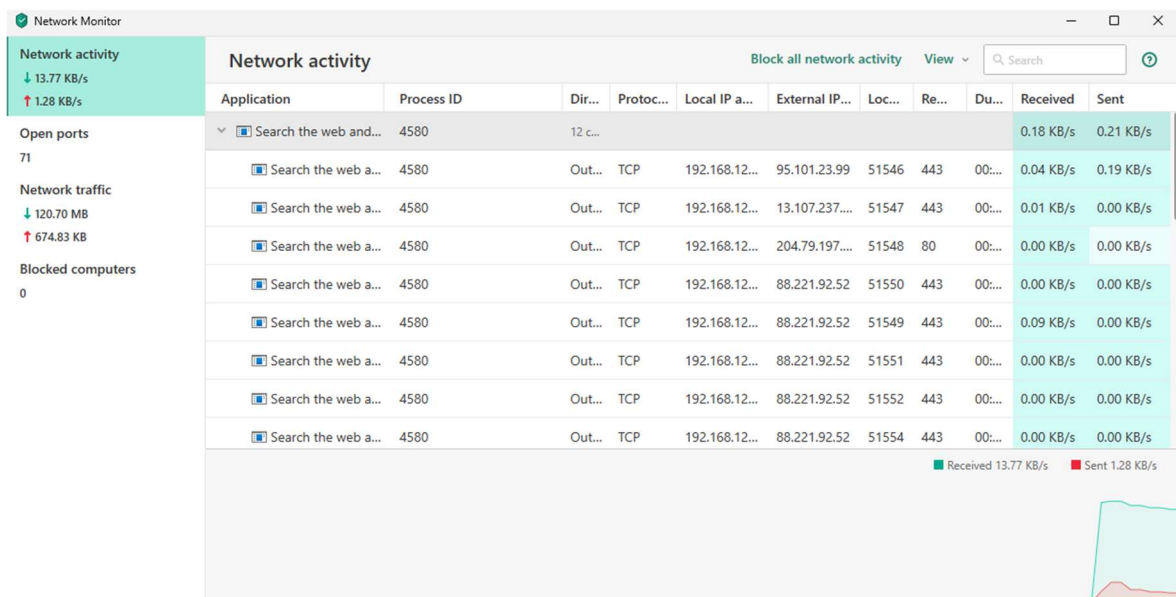 Network Monitor
Network activity
↓ 13.77 KB/s
↑ 1.28 KB/s
Open ports
71
Network traffic
↓ 120.70 MB
↑ 674.83 KB
Blocked computers
0
Network activity Block all network activity View Search
Application Process ID Dir... Protoc... Local IP a... External IP... Loc... Re... Du... Received Sent
Search the web and... 4580 12 c... 0.18 KB/s 0.21 KB/s
Search the web a... 4580 Out... TCP 192.168.12... 95.101.23.99 51546 443 00:... 0.04 KB/s 0.19 KB/s
Search the web a... 4580 Out... TCP 192.168.12... 13.107.237.... 51547 443 00:... 0.01 KB/s 0.00 KB/s
Search the web a... 4580 Out... TCP 192.168.12... 204.79.197.... 51548 80 00:... 0.00 KB/s 0.00 KB/s
Search the web a... 4580 Out... TCP 192.168.12... 88.221.92.52 51550 443 00:... 0.00 KB/s 0.00 KB/s
Search the web a... 4580 Out... TCP 192.168.12... 88.221.92.52 51549 443 00:... 0.09 KB/s 0.00 KB/s
Search the web a... 4580 Out... TCP 192.168.12... 88.221.92.52 51551 443 00:... 0.00 KB/s 0.00 KB/s
Search the web a... 4580 Out... TCP 192.168.12... 88.221.92.52 51552 443 00:... 0.00 KB/s 0.00 KB/s
Search the web a... 4580 Out... TCP 192.168.12... 88.221.92.52 51554 443 00:... 0.00 KB/s 0.00 KB/s
Received 13.77 KB/s Sent 1.28 KB/s